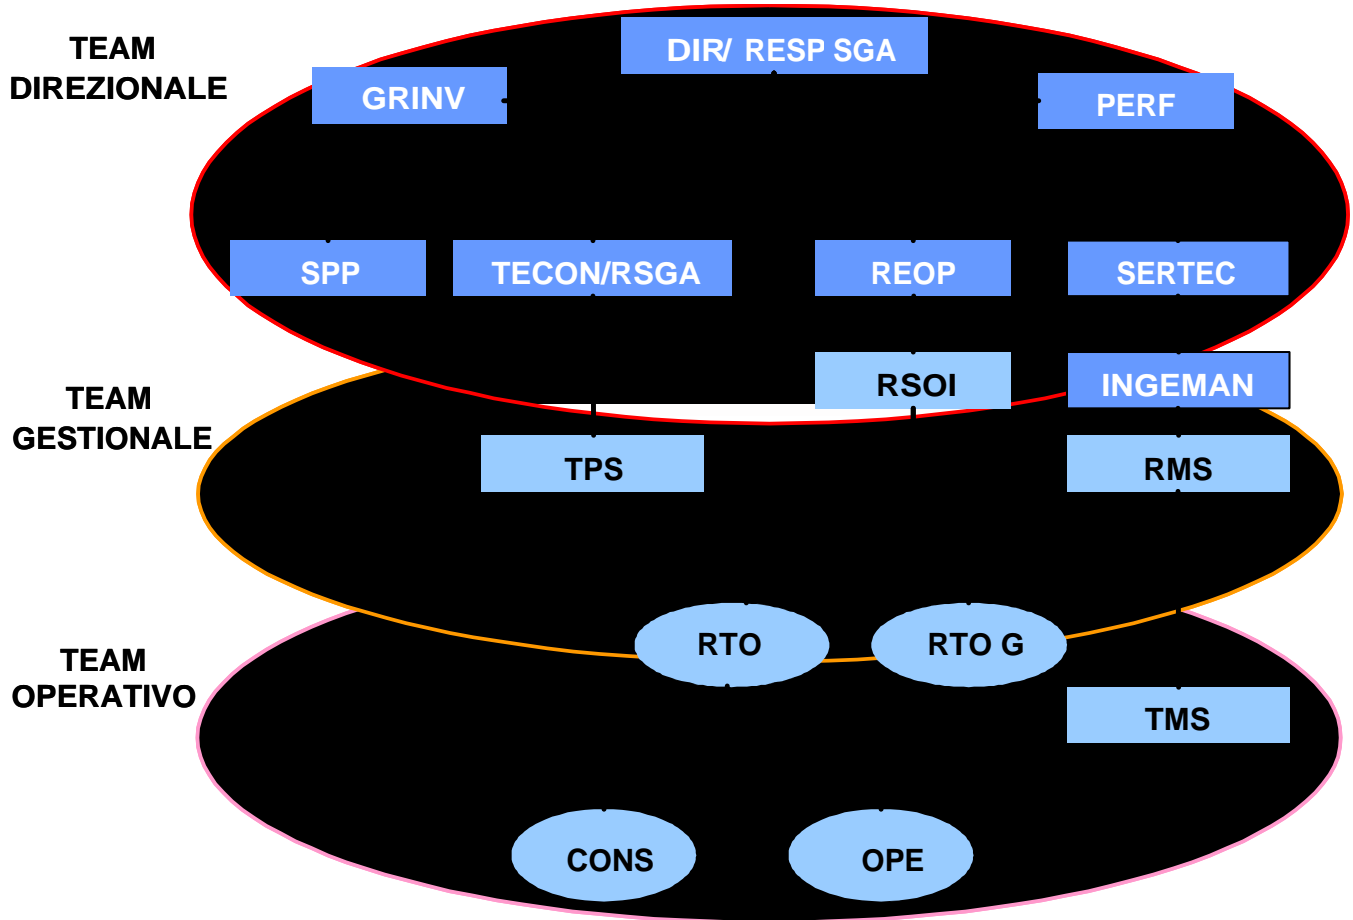 TEAM
DIREZIONALE
DIR/ RESP SGA
GRINV
PERF
SPP
TECON/RSGA
REOP
SERTEC
TEAM
GESTIONALE
RSOI
INGEMAN
TPS
RMS
TEAM
OPERATIVO
RTO
RTO G
TMS
CONS
OPE